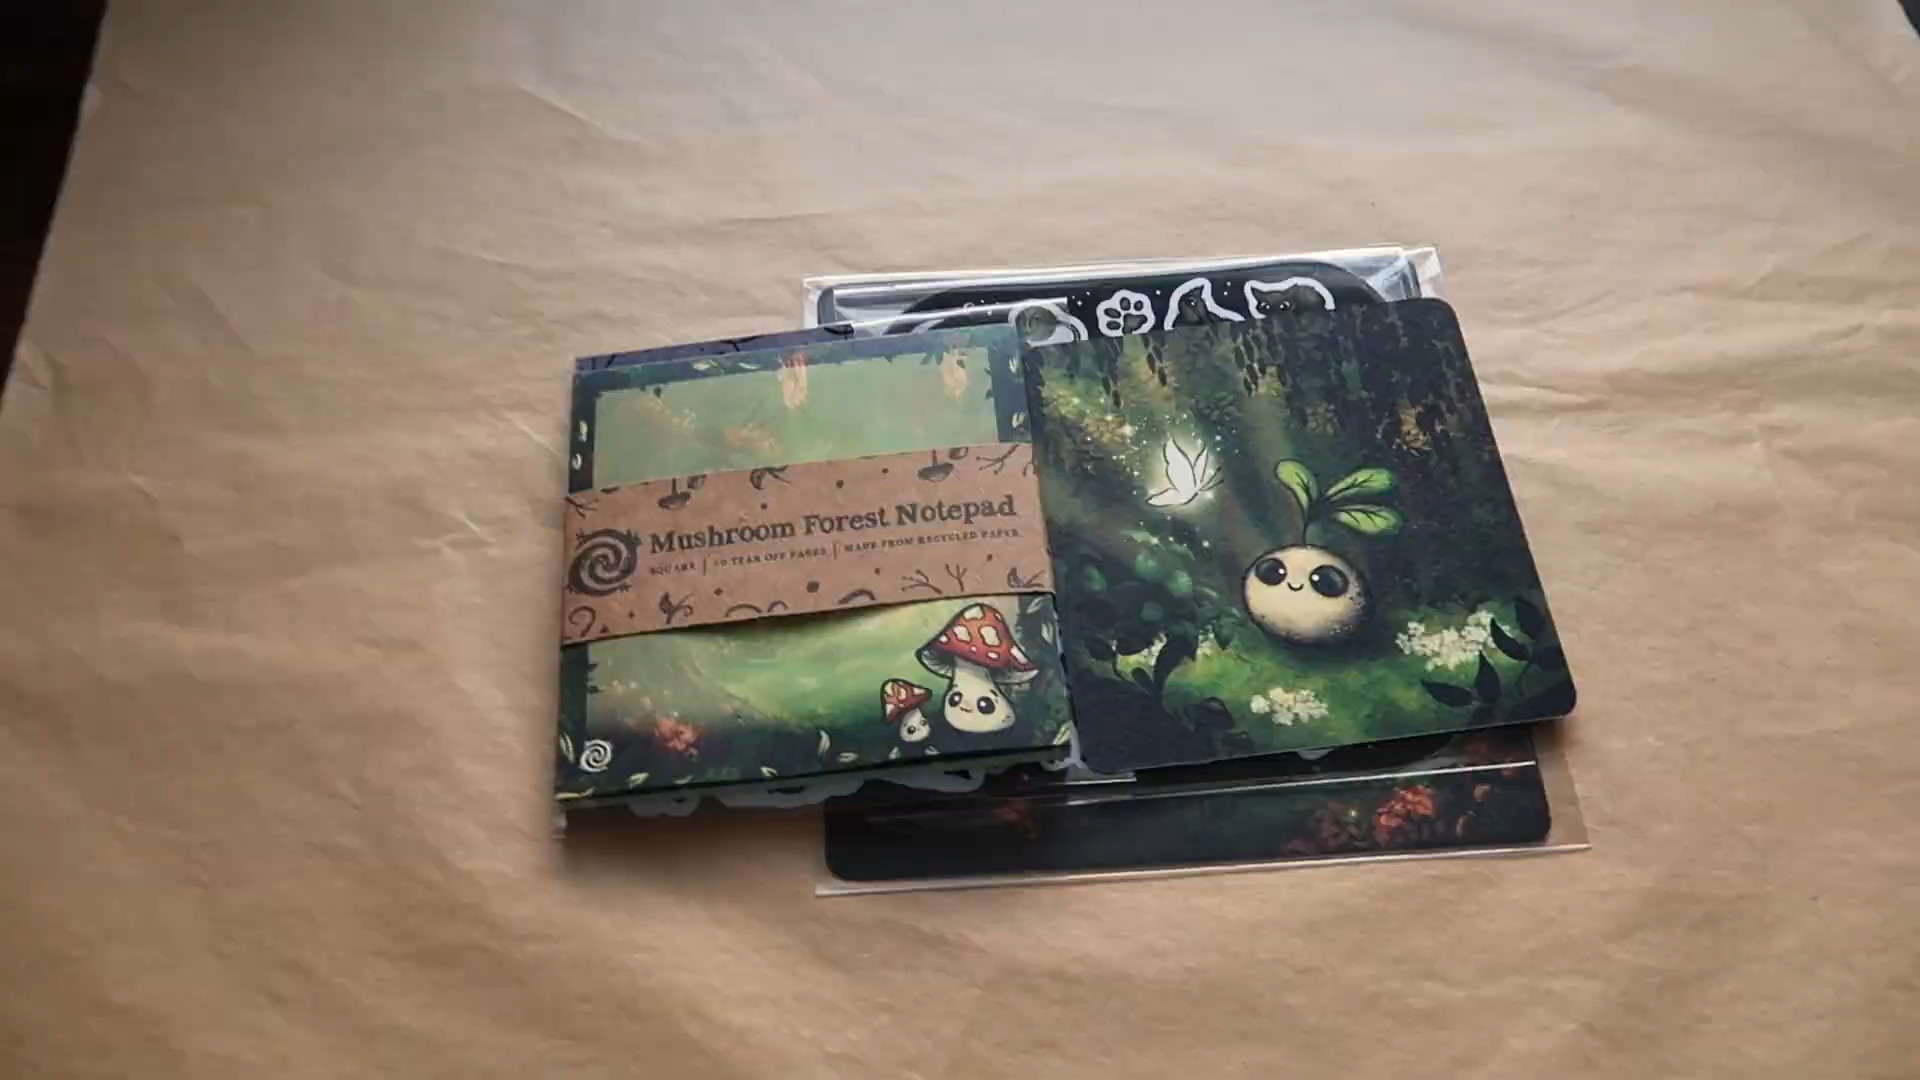 Mushroom Forest Notepad
SQUARE | 50 TEAR OFF PAGES | MADE FROM RECYCLED PAPER